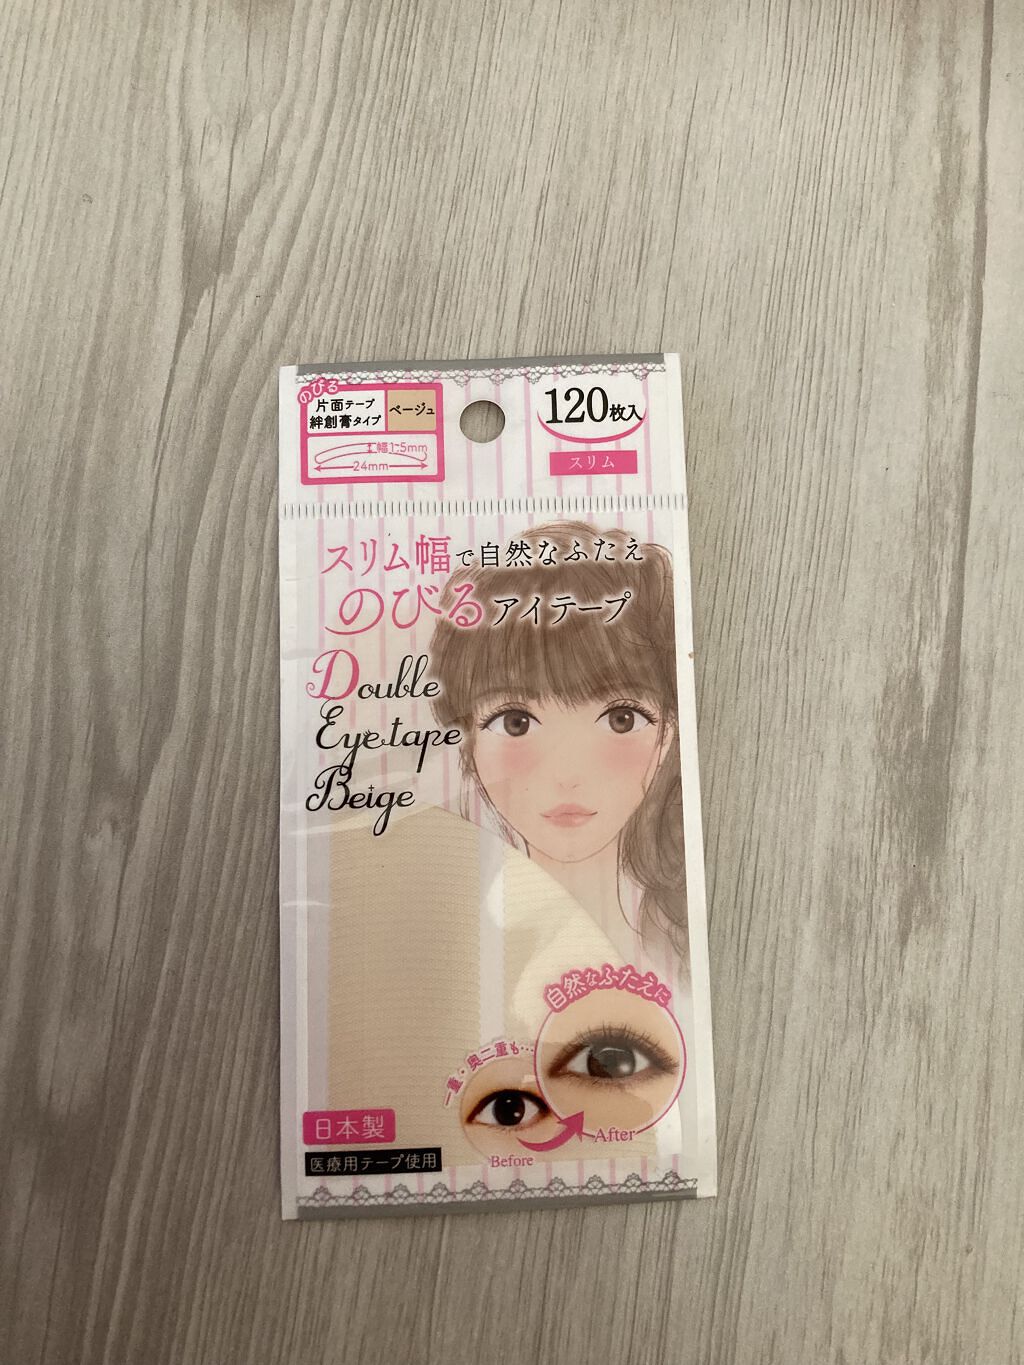 のびる
片面テープ
絆創膏タイプ
ベージュ
幅1.5mm
24mm
120枚入
スリム
スリム幅で自然なふたえ
のびるアイテープ
Double
Eye tape
Beige
自然なふたえに
一重・奥二重も…
日本製
医療用テープ使用
Before
After